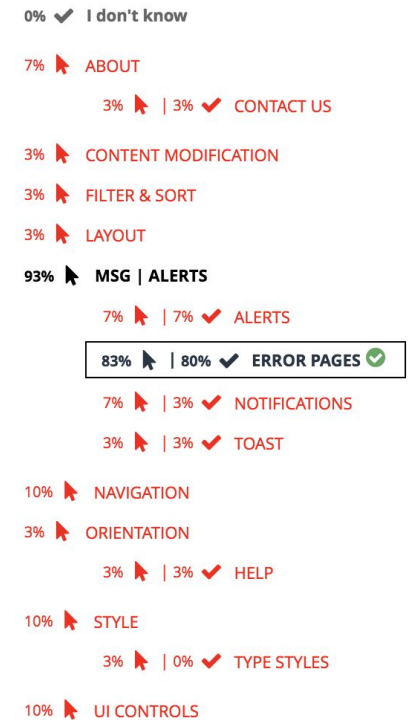 0% I don't know
7% ABOUT
3% | 3% CONTACT US
3% CONTENT MODIFICATION
3% FILTER & SORT
3% LAYOUT
93% MSG | ALERTS
7% | 7% ALERTS
83% | 80% ERROR PAGES
7% | 3% NOTIFICATIONS
3% | 3% TOAST
10% NAVIGATION
3% ORIENTATION
3% | 3% HELP
10% STYLE
3% | 0% TYPE STYLES
10% UI CONTROLS